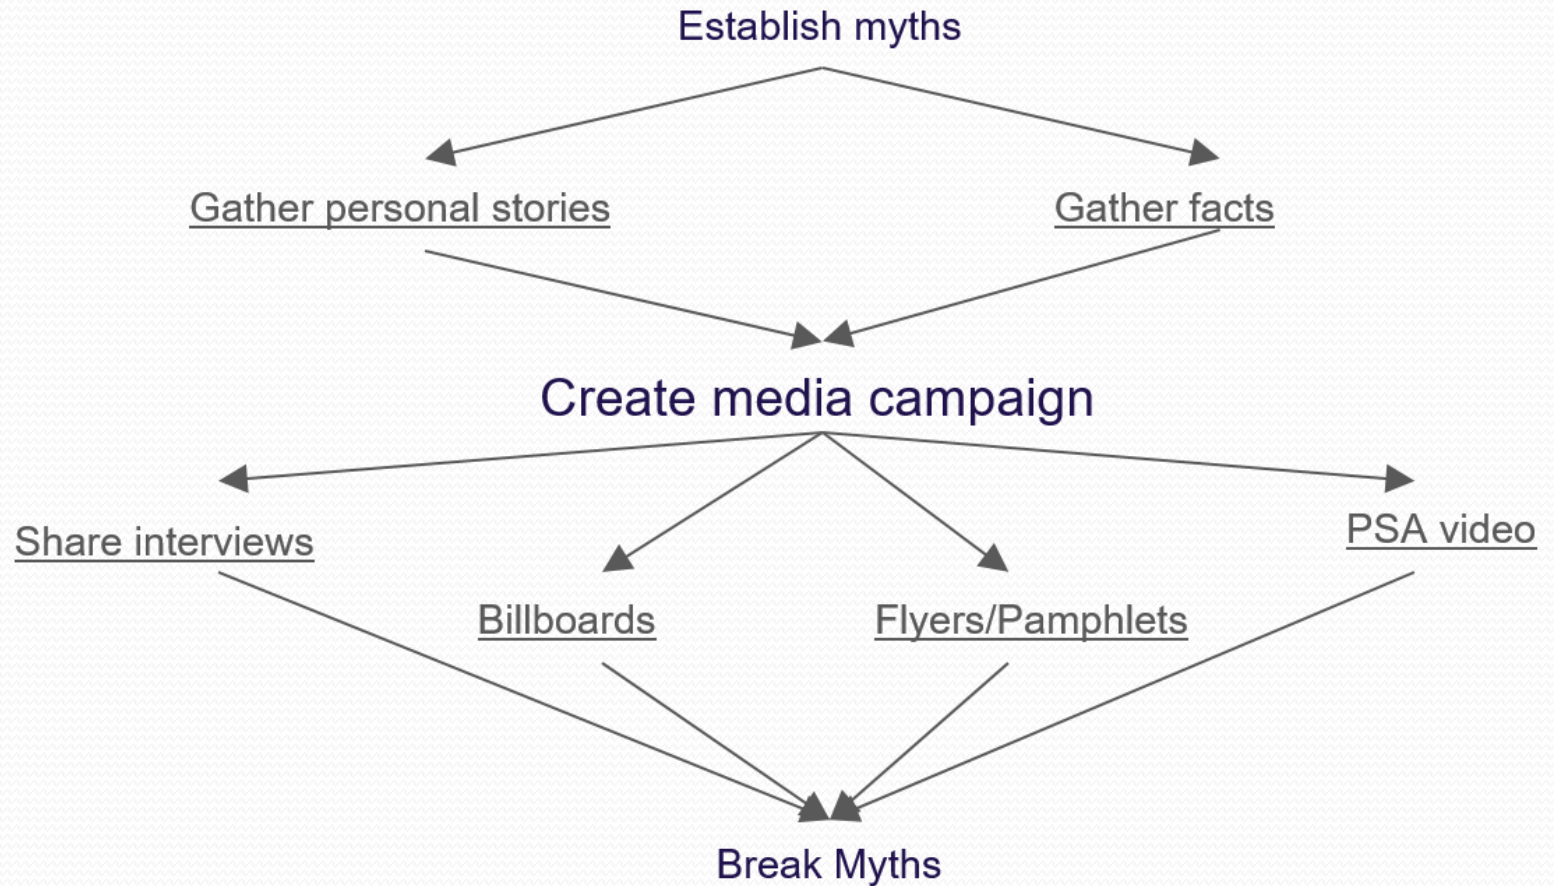 Establish myths
Gather personal stories
Gather facts
Create media campaign
Share interviews
PSA video
Billboards
Flyers/Pamphlets
Break Myths